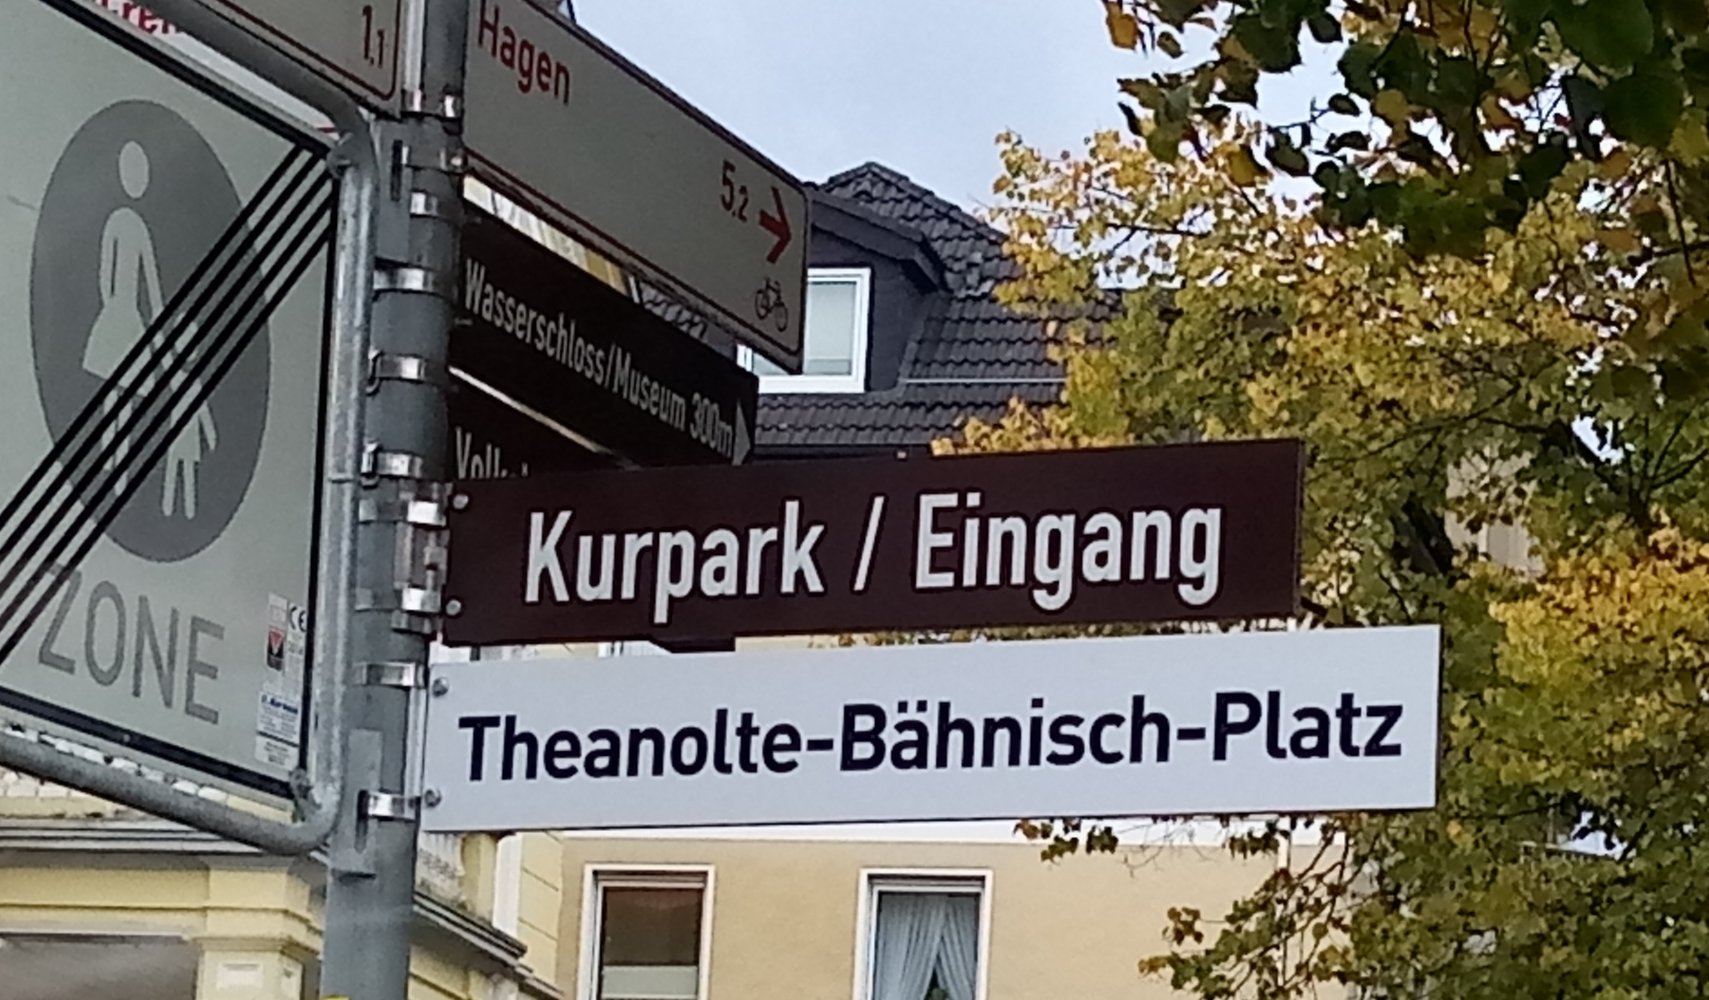 1,1
Hagen
5,2
Wasserschloss/Museum 300m
Kurpark / Eingang
Theanolte-Bähnisch-Platz
ZONE